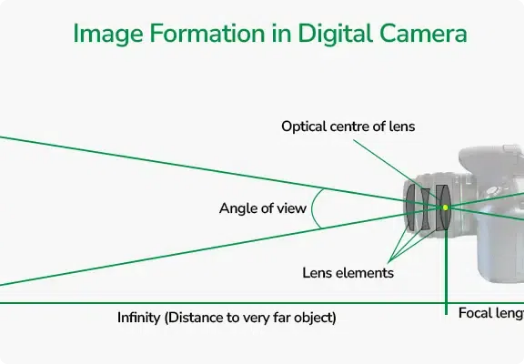 Image Formation in Digital Camera
Optical centre of lens
Angle of view
Lens elements
Infinity (Distance to very far object)
Focal